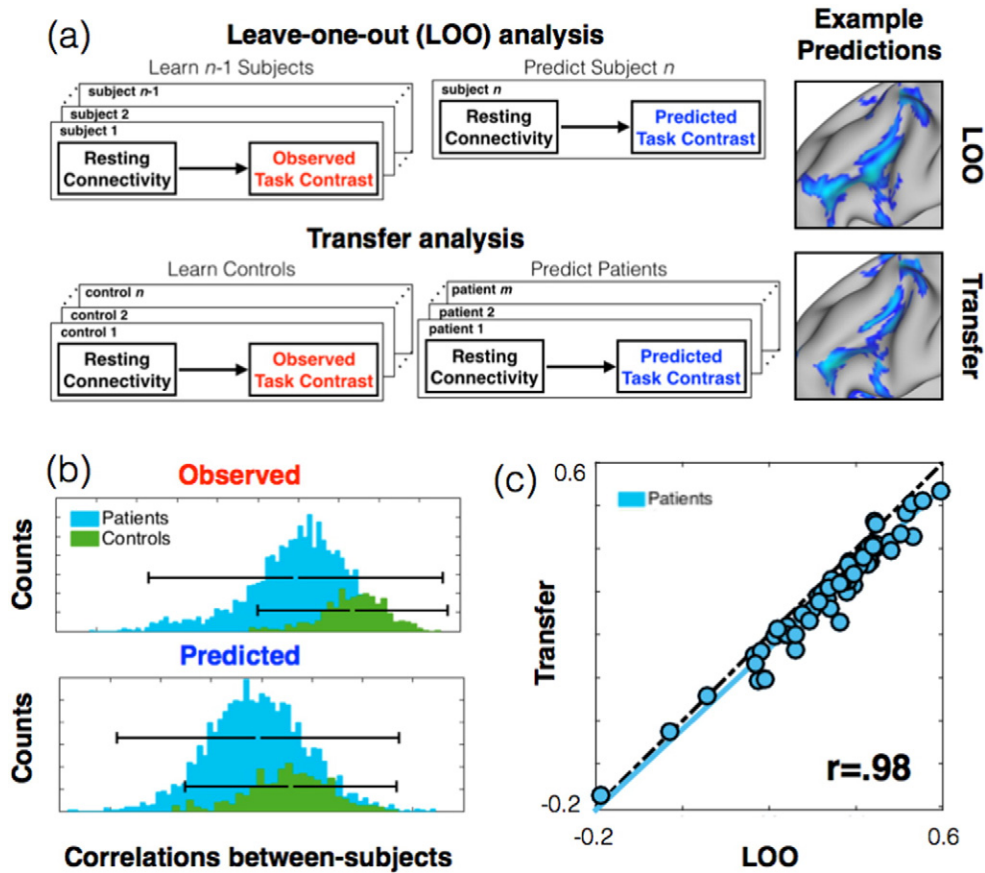 (a)
Leave-one-out (LOO) analysis
Learn n-1 Subjects
subject n-1
subject 2
subject 1
Resting
Connectivity
Observed
Task Contrast
Predict Subject n
subject n
Resting
Connectivity
Predicted
Task Contrast
Transfer analysis
Learn Controls
control n
control 2
control 1
Resting
Connectivity
Observed
Task Contrast
Predict Patients
patient m
patient 2
patient 1
Resting
Connectivity
Predicted
Task Contrast
Example
Predictions
LOO
Transfer
(b)
Observed
Patients
Controls
Counts
Predicted
Counts
Correlations between-subjects
(c)
0.6
Patients
Transfer
r=.98
-0.2
-0.2
0.6
LOO